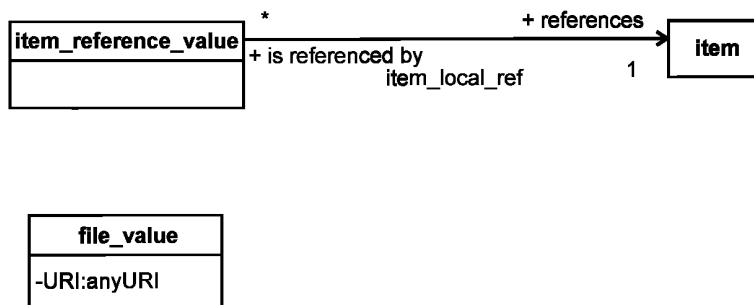 *
+ references
item_reference_value
item
+ is referenced by
item_local_ref
1
file_value
-URI:anyURI